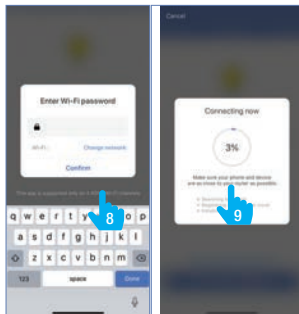 Enter Wi-Fi password
Wi-Fi:
Change network
Confirm
q w e r t y o p
a s d f g h j k l
z x c v b n m
123
space
Done
8
Cancel
Connecting now
3%
Make sure your phone and device
are as close to your router as possible.
9